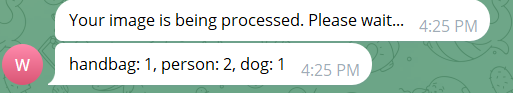 Your image is being processed. Please wait...
4:25 PM
W
handbag: 1, person: 2, dog: 1
4:25 PM